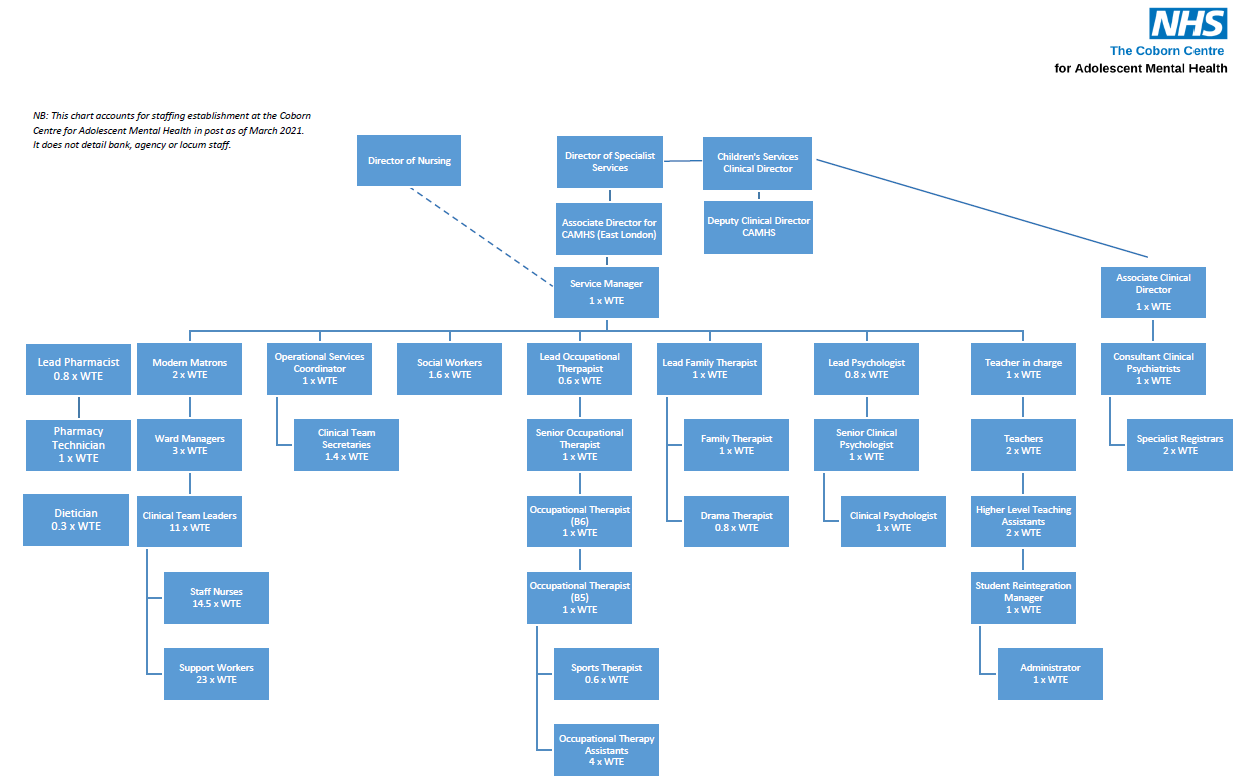 NHS
The Coborn Centre
for Adolescent Mental Health
NB: This chart accounts for staffing establishment at the Coborn
Centre for Adolescent Mental Health in post as of March 2021.
It does not detail bank, agency or locum staff.
Director of Nursing
Director of Specialist
Services
Children's Services
Clinical Director
Associate Director for
CAMHS (East London)
Deputy Clinical Director
CAMHS
Service Manager
1 x WTE
Associate Clinical
Director
1 x WTE
Lead Pharmacist
0.8 x WTE
Modern Matrons
2 x WTE
Operational Services
Coordinator
1 x WTE
Social Workers
1.6 x WTE
Lead Occupational
Therpapist
0.6 x WTE
Lead Family Therapist
1 x WTE
Lead Psychologist
0.8 x WTE
Teacher in charge
1 x WTE
Consultant Clinical
Psychiatrists
1 x WTE
Pharmacy
Technician
1 x WTE
Ward Managers
3 x WTE
Clinical Team
Secretaries
1.4 x WTE
Senior Occupational
Therapist
1 x WTE
Family Therapist
1 x WTE
Senior Clinical
Psychologist
1 x WTE
Teachers
2 x WTE
Specialist Registrars
2 x WTE
Dietician
0.3 x WTE
Clinical Team Leaders
11 x WTE
Occupational Therapist
(B6)
1 x WTE
Drama Therapist
0.8 x WTE
Clinical Psychologist
1 x WTE
Higher Level Teaching
Assistants
2 x WTE
Staff Nurses
14.5 x WTE
Occupational Therapist
(B5)
1 x WTE
Student Reintegration
Manager
1 x WTE
Support Workers
23 x WTE
Sports Therapist
0.6 x WTE
Administrator
1 x WTE
Occupational Therapy
Assistants
4 x WTE